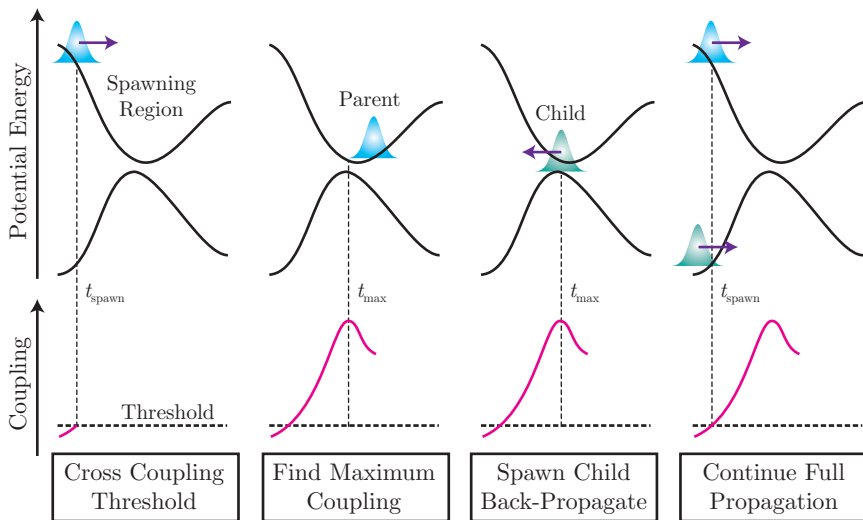 Potential Energy
Spawning
Region
Parent
Child
t_spawn
t_max
t_max
t_spawn
Coupling
Threshold
Cross Coupling
Threshold
Find Maximum
Coupling
Spawn Child
Back-Propagate
Continue Full
Propagation